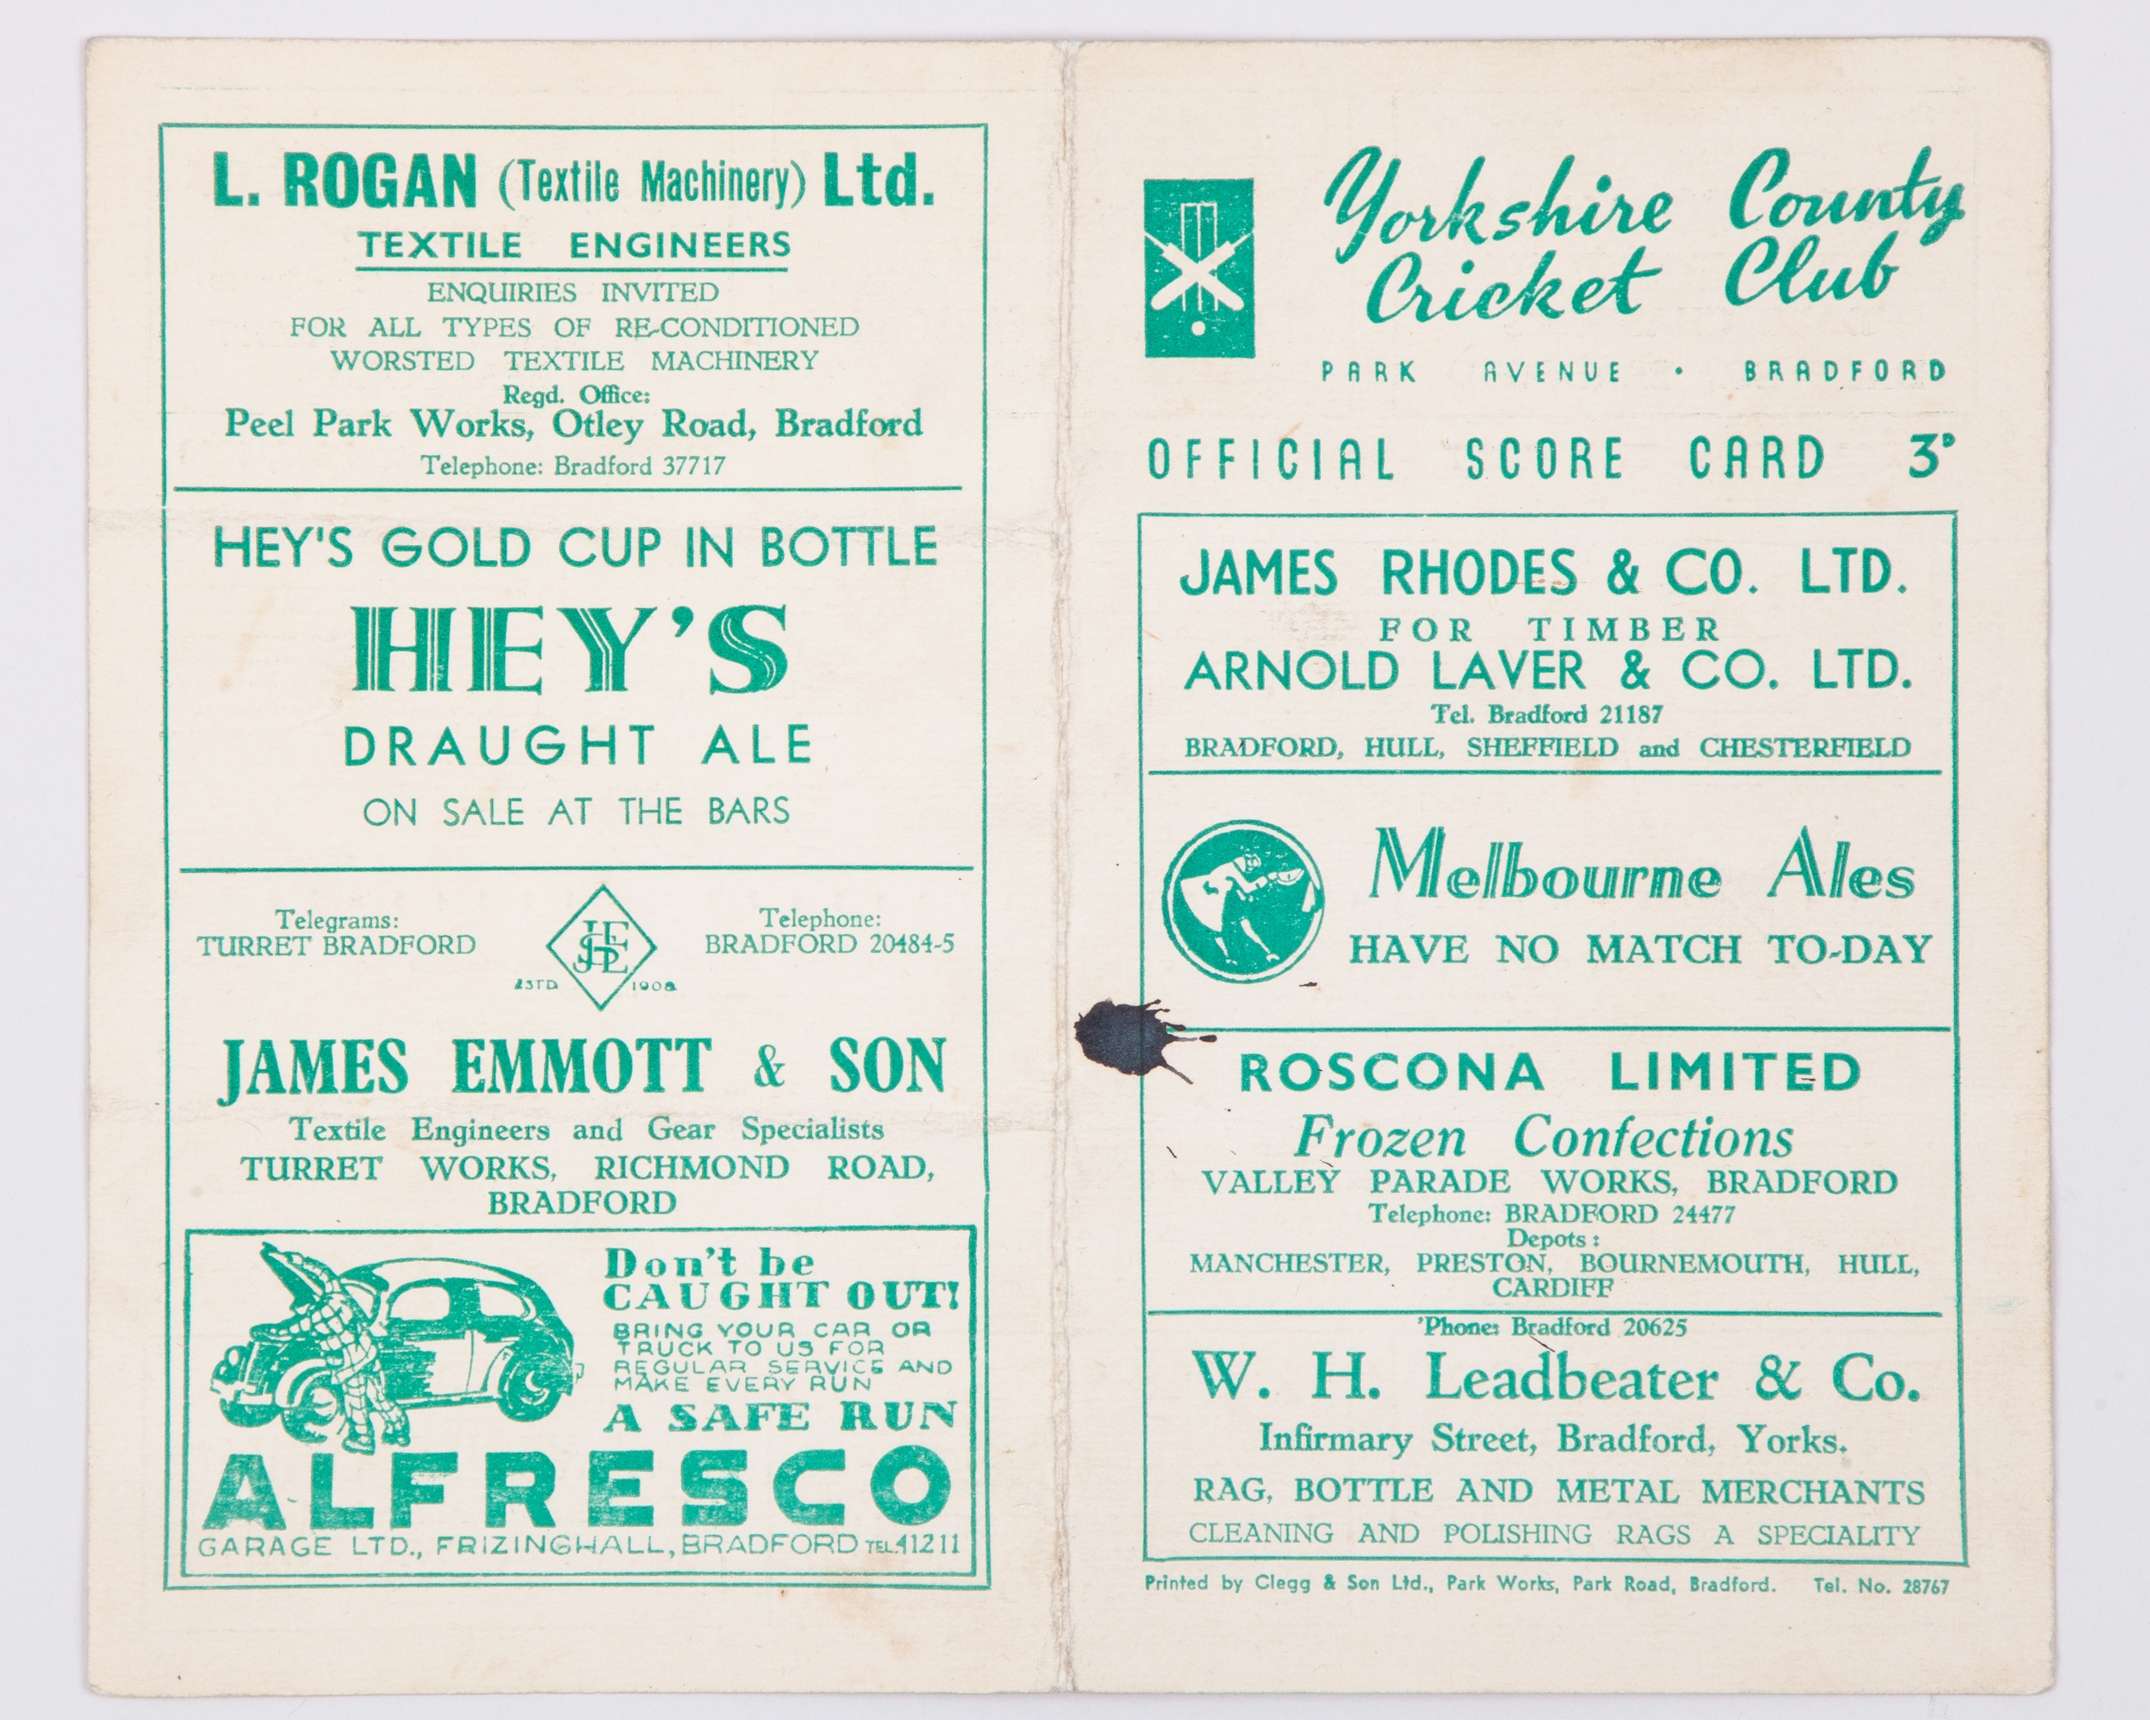 L. ROGAN (Textile Machinery) Ltd.
TEXTILE ENGINEERS
ENQUIRIES INVITED
FOR ALL TYPES OF RE-CONDITIONED
WORSTED TEXTILE MACHINERY
Regd. Office:
Peel Park Works, Otley Road, Bradford
Telephone: Bradford 37717
HEY'S GOLD CUP IN BOTTLE
HEY'S
DRAUGHT ALE
ON SALE AT THE BARS
Telegrams:
TURRET BRADFORD
ESTD 1908
Telephone:
BRADFORD 20484-5
JAMES EMMOTT & SON
Textile Engineers and Gear Specialists
TURRET WORKS, RICHMOND ROAD,
BRADFORD
Don't be
CAUGHT OUT!
BRING YOUR CAR OR
TRUCK TO US FOR
REGULAR SERVICE AND
MAKE EVERY RUN
A SAFE RUN
ALFRESCO
GARAGE LTD., FRIZINGHALL, BRADFORD TEL. 41211
Yorkshire County
Cricket Club
PARK AVENUE · BRADFORD
OFFICIAL SCORE CARD 3D
JAMES RHODES & CO. LTD.
FOR TIMBER
ARNOLD LAVER & CO. LTD.
Tel. Bradford 21187
BRADFORD, HULL, SHEFFIELD and CHESTERFIELD
Melbourne Ales
HAVE NO MATCH TO-DAY
ROSCONA LIMITED
Frozen Confections
VALLEY PARADE WORKS, BRADFORD
Telephone: BRADFORD 24477
Depots :
MANCHESTER, PRESTON, BOURNEMOUTH, HULL,
CARDIFF
'Phone: Bradford 20625
W. H. Leadbeater & Co.
Infirmary Street, Bradford, Yorks.
RAG, BOTTLE AND METAL MERCHANTS
CLEANING AND POLISHING RAGS A SPECIALITY
Printed by Clegg & Son Ltd., Park Works, Park Road, Bradford. Tel. No. 28767